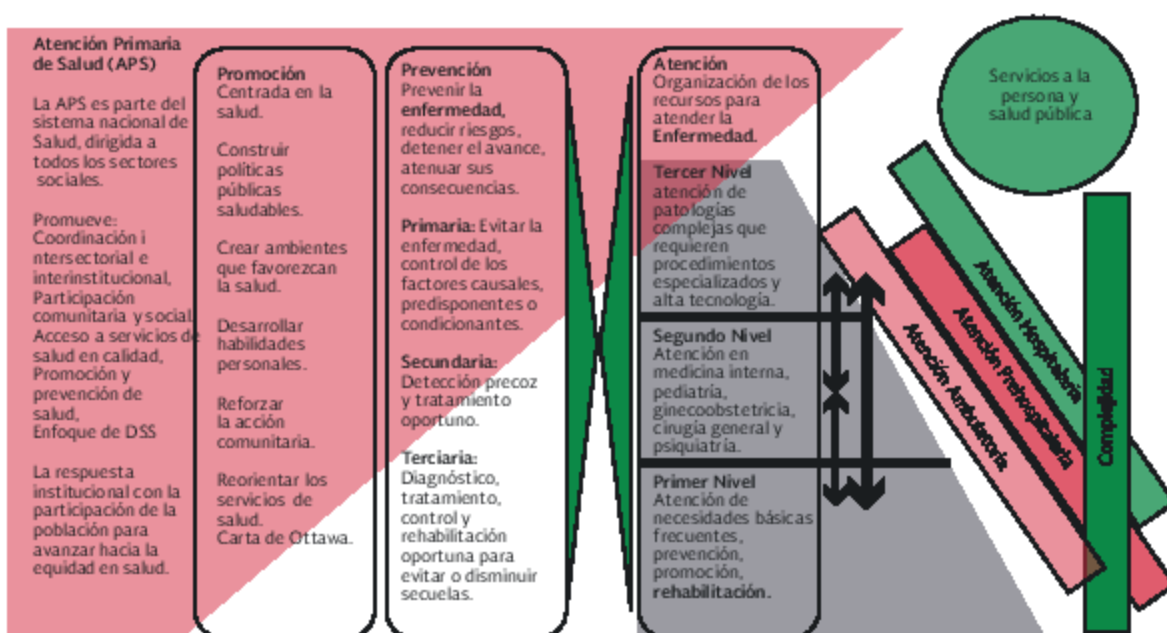 Atención Primaria
de Salud (APS)
La APS es parte del
sistema nacional de
Salud, dirigida a
todos los sectores
sociales.
Promueve:
Coordinación i
ntersectorial e
interinstitucional,
Participación
comunitaria y social
Acceso a servicios de
salud en calidad,
Promoción y
prevención de
salud,
Enfoque de DSS
La respuesta
institucional con la
participación de la
población para
avanzar hacia la
equidad en salud.
Promoción
Centrada en la
salud.
Construir
políticas
públicas
saludables.
Crear ambientes
que favorezcan
la salud.
Desarrollar
habilidades
personales.
Reforzar
la acción
comunitaria.
Reorientar los
servicios de
salud.
Carta de Ottawa.
Prevención
Prevenir la
enfermedad,
reducir riesgos,
detener el avance,
atenuar sus
consecuencias.
Primaria: Evitar la
enfermedad,
control de los
factores causales,
predisponentes o
condicionantes.
Secundaria:
Detección precoz
y tratamiento
oportuno.
Terciaria:
Diagnóstico,
tratamiento,
control y
rehabilitación
oportuna para
evitar o disminuir
secuelas.
Atención
Organización de los
recursos para
atender la
Enfermedad.
Tercer Nivel
atención de
patologías
complejas que
requieren
procedimientos
especializados y
alta tecnología.
Segundo Nivel
Atención en
medicina interna,
pediatría,
ginecoobstetricia,
cirugía general y
psiquiatría.
Primer Nivel
Atención de
necesidades básicas
frecuentes,
prevención,
promoción,
rehabilitación.
Servicios a la
persona y
salud pública
Atención Ambulatoria
Atención Prehospitalaria
Atención Hospitalaria
Complejidad